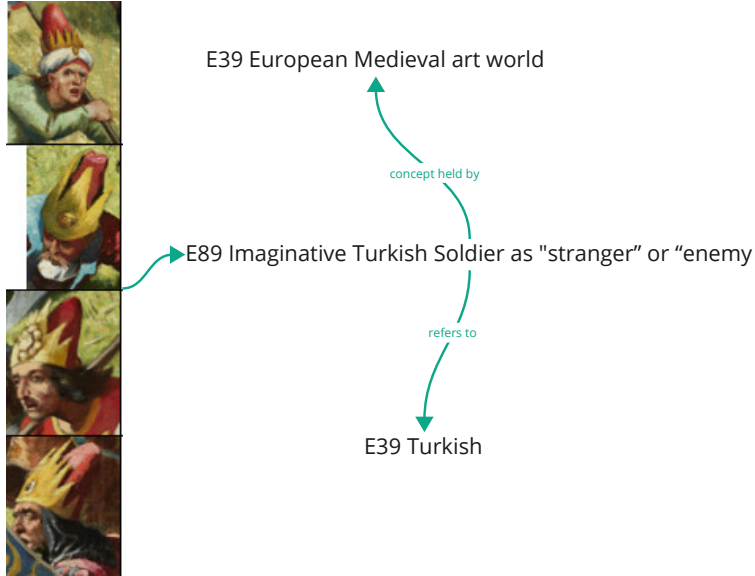 E39 European Medieval art world
concept held by
E89 Imaginative Turkish Soldier as "stranger” or “enemy
refers to
E39 Turkish